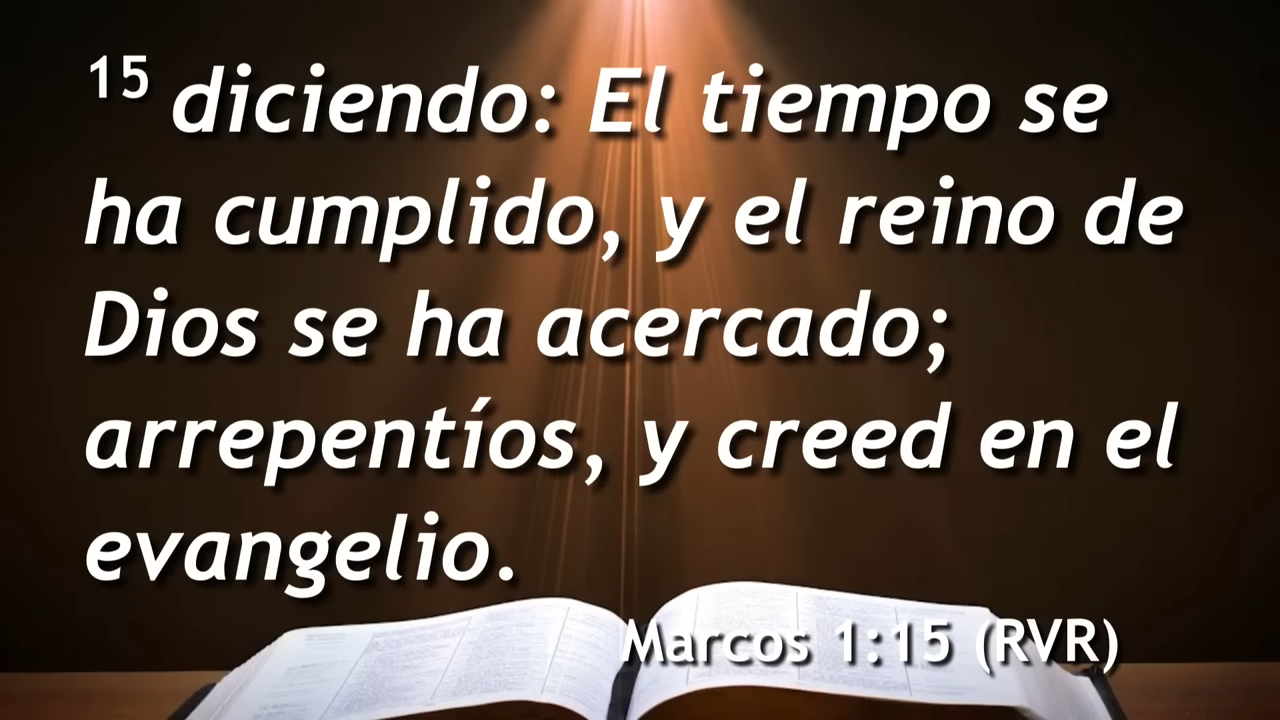 15 diciendo: El tiempo se
ha cumplido, y el reino de
Dios se ha acercado;
arrepentíos, y creed en el
evangelio.
Marcos 1:15 (RVR)